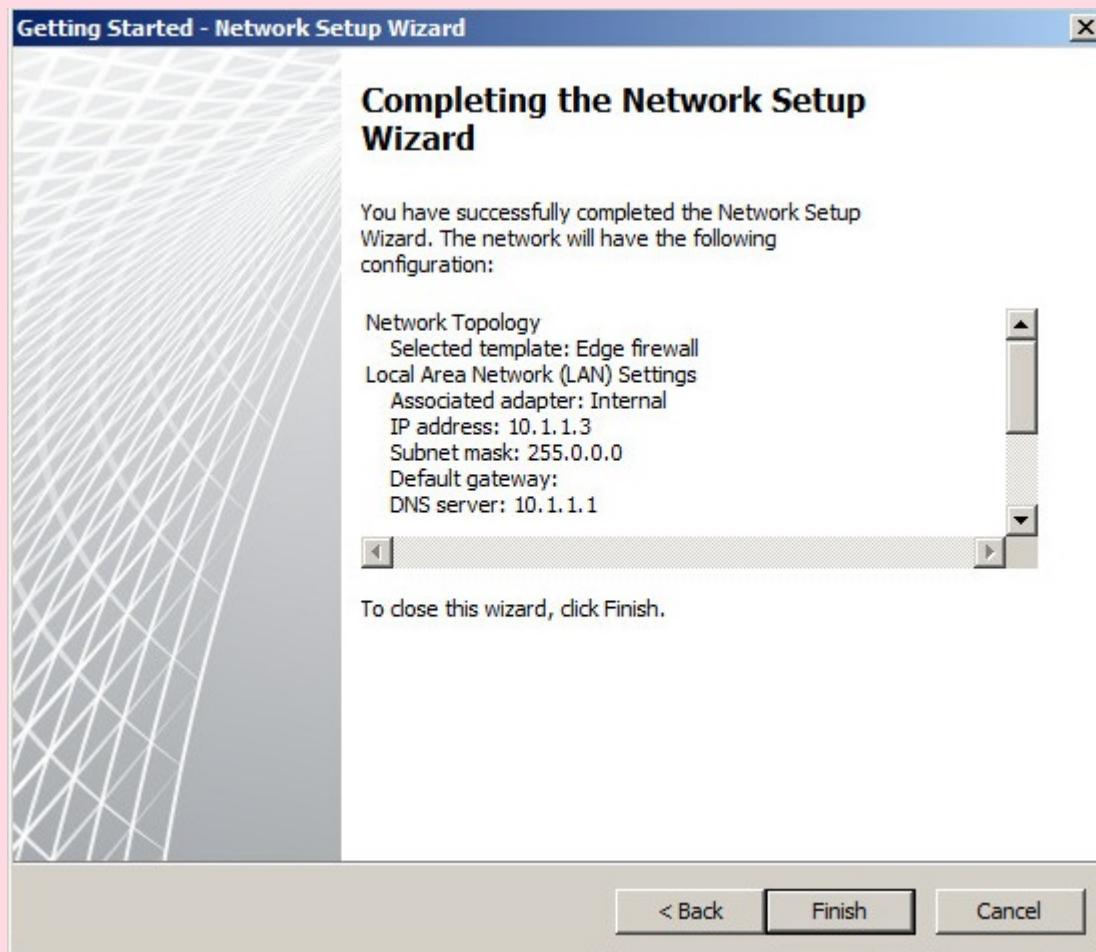 Getting Started - Network Setup Wizard
Completing the Network Setup
Wizard
You have successfully completed the Network Setup
Wizard. The network will have the following
configuration:
Network Topology
Selected template: Edge firewall
Local Area Network (LAN) Settings
Associated adapter: Internal
IP address: 10.1.1.3
Subnet mask: 255.0.0.0
Default gateway:
DNS server: 10.1.1.1
To close this wizard, click Finish.
< Back Finish Cancel